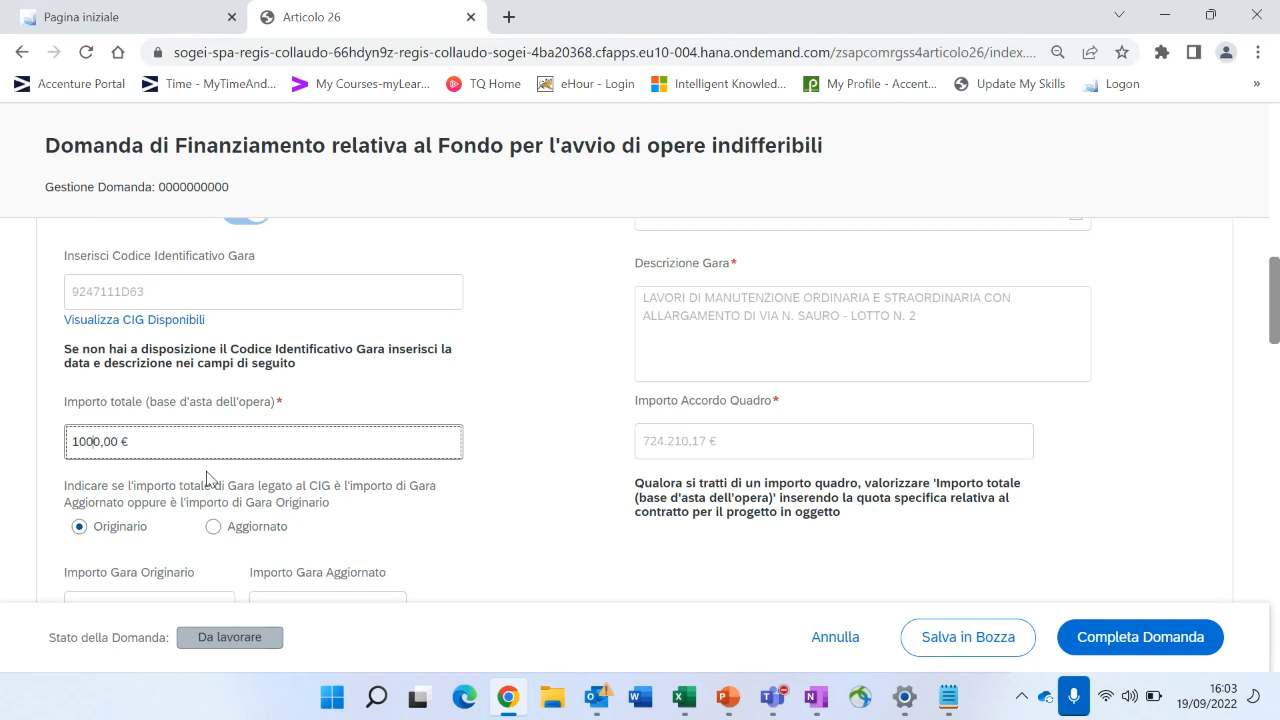 Pagina iniziale
Articolo 26
sogei-spa-regis-collaudo-66hdyn9z-regis-collaudo-sogei-4ba20368.cfapps.eu10-004.hana.ondemand.com/zsapcomrgss4articolo26/index....
Accenture Portal
Time - MyTimeAnd...
My Courses-myLear...
TQ Home
eHour - Login
Intelligent Knowled...
My Profile - Accent...
Update My Skills
Logon
»
Domanda di Finanziamento relativa al Fondo per l'avvio di opere indifferibili
Gestione Domanda: 0000000000
Inserisci Codice Identificativo Gara
9247111D63
Visualizza CIG Disponibili
Se non hai a disposizione il Codice Identificativo Gara inserisci la
data e descrizione nei campi di seguito
Importo totale (base d'asta dell'opera)*
1000,00 €
Indicare se l'importo totale di Gara legato al CIG è l'importo di Gara
Aggiornato oppure è l'importo di Gara Originario
Originario
Aggiornato
Importo Gara Originario
Importo Gara Aggiornato
Descrizione Gara*
LAVORI DI MANUTENZIONE ORDINARIA E STRAORDINARIA CON
ALLARGAMENTO DI VIA N. SAURO - LOTTO N. 2
Importo Accordo Quadro*
724.210,17 €
Qualora si tratti di un importo quadro, valorizzare 'Importo totale
(base d'asta dell'opera)' inserendo la quota specifica relativa al
contratto per il progetto in oggetto
Stato della Domanda:
Da lavorare
Annulla
Salva in Bozza
Completa Domanda
16:03
19/09/2022